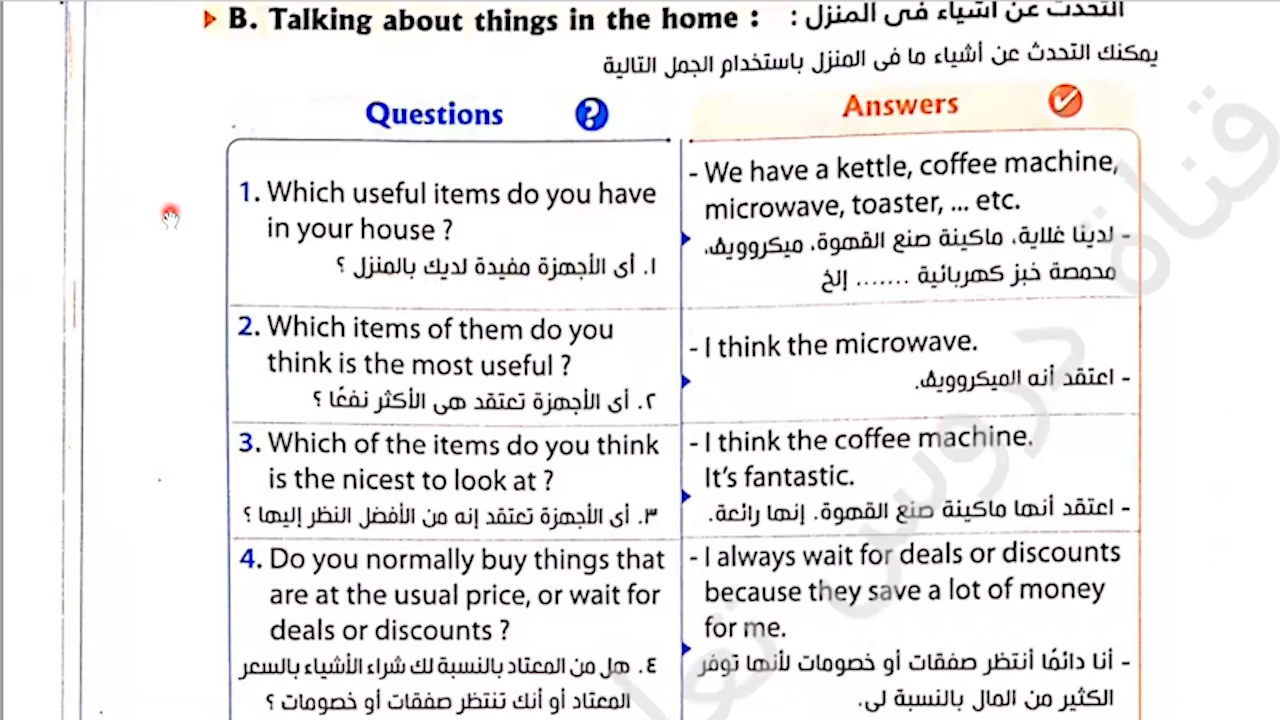 B. Talking about things in the home : التحدث عن أشياء فى المنزل :
يمكنك التحدث عن أشياء ما فى المنزل باستخدام الجمل التالية
Questions ?
Answers
1. Which useful items do you have
in your house ?
١. أى الأجهزة مفيدة لديك بالمنزل ؟
- We have a kettle, coffee machine,
microwave, toaster, ... etc.
- لدينا غلاية، ماكينة صنع القهوة، ميكروويڤ،
محمصة خبز كهربائية ....... إلخ
2. Which items of them do you
think is the most useful ?
٢. أى الأجهزة تعتقد هى الأكثر نفعًا ؟
- I think the microwave.
- اعتقد أنه الميكروويڤ.
3. Which of the items do you think
is the nicest to look at ?
٣. أى الأجهزة تعتقد إنه من الأفضل النظر إليها ؟
- I think the coffee machine.
It's fantastic.
- اعتقد أنها ماكينة صنع القهوة. إنها رائعة.
4. Do you normally buy things that
are at the usual price, or wait for
deals or discounts ?
٤. هل من المعتاد بالنسبة لك شراء الأشياء بالسعر
المعتاد أو أنك تنتظر صفقات أو خصومات ؟
- I always wait for deals or discounts
because they save a lot of money
for me.
- أنا دائمًا أنتظر صفقات أو خصومات لأنها توفر
الكثير من المال بالنسبة لى.
قناة دروس